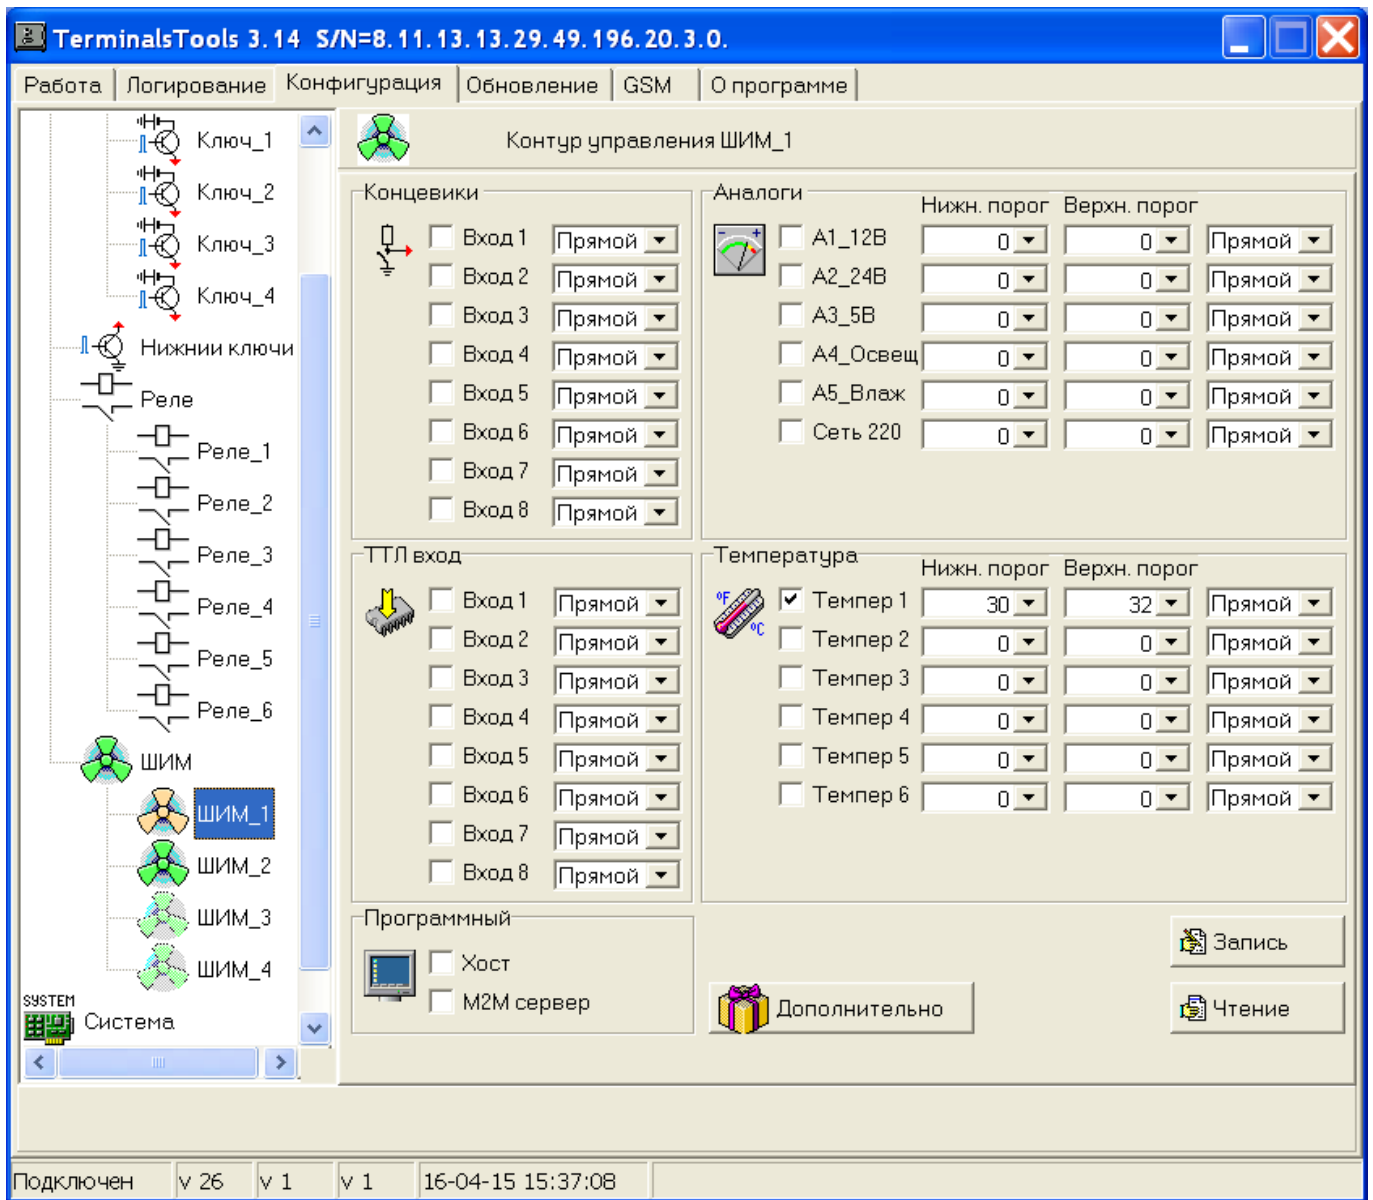 TerminalsTools 3.14 S/N=8.11.13.13.29.49.196.20.3.0.
Работа Логирование Конфигурация Обновление GSM О программе
Ключ_1
Ключ_2
Ключ_3
Ключ_4
Нижнии ключи
Реле
Реле_1
Реле_2
Реле_3
Реле_4
Реле_5
Реле_6
ШИМ
ШИМ_1
ШИМ_2
ШИМ_3
ШИМ_4
SYSTEM
Система
Контур управления ШИМ_1
Концевики
Вход 1 Прямой
Вход 2 Прямой
Вход 3 Прямой
Вход 4 Прямой
Вход 5 Прямой
Вход 6 Прямой
Вход 7 Прямой
Вход 8 Прямой
Аналоги
Нижн. порог Верхн. порог
А1_12В 0 0 Прямой
А2_24В 0 0 Прямой
А3_5В 0 0 Прямой
А4_Освещ 0 0 Прямой
А5_Влаж 0 0 Прямой
Сеть 220 0 0 Прямой
ТТЛ вход
Вход 1 Прямой
Вход 2 Прямой
Вход 3 Прямой
Вход 4 Прямой
Вход 5 Прямой
Вход 6 Прямой
Вход 7 Прямой
Вход 8 Прямой
Температура
Нижн. порог Верхн. порог
°F
°C
Темпер 1 30 32 Прямой
Темпер 2 0 0 Прямой
Темпер 3 0 0 Прямой
Темпер 4 0 0 Прямой
Темпер 5 0 0 Прямой
Темпер 6 0 0 Прямой
Программный
Хост
М2М сервер
Дополнительно
Запись
Чтение
Подключен v 26 v 1 v 1 16-04-15 15:37:08